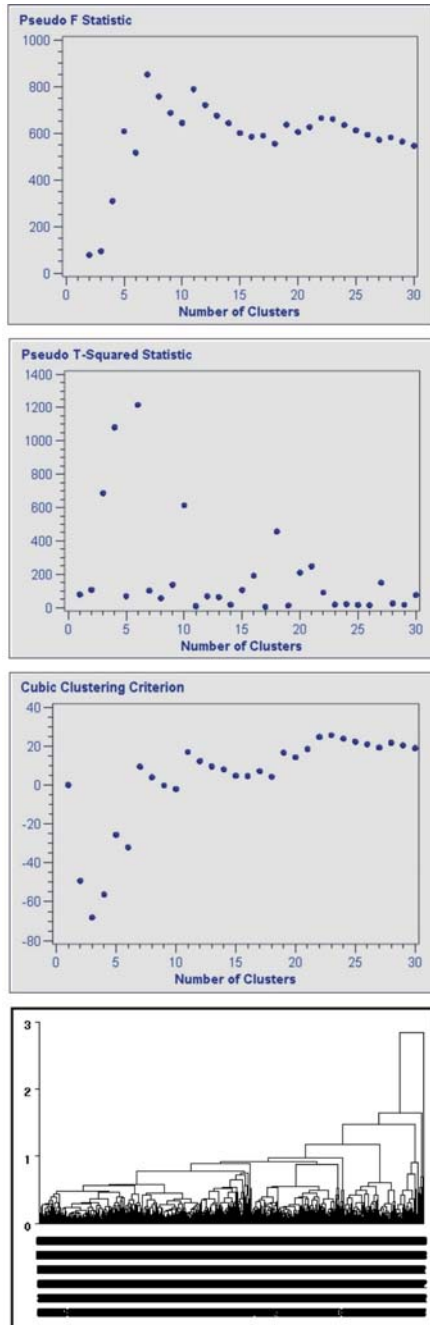 Pseudo F Statistic
1000
800
600
400
200
0
0 5 10 15 20 25 30
Number of Clusters
Pseudo T-Squared Statistic
1400
1200
1000
800
600
400
200
0
0 5 10 15 20 25 30
Number of Clusters
Cubic Clustering Criterion
40
20
0
-20
-40
-60
-80
0 5 10 15 20 25 30
Number of Clusters
3
2
1
0